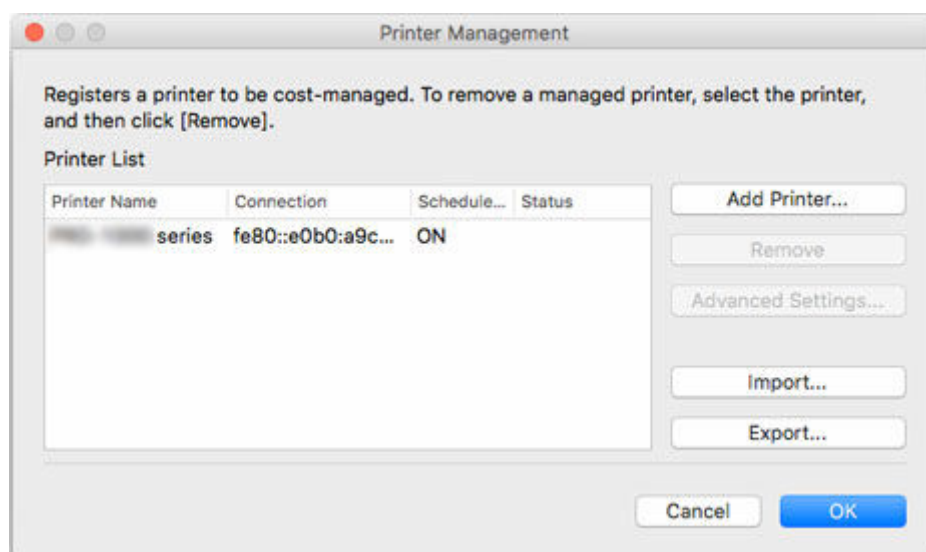 Printer Management
Registers a printer to be cost-managed. To remove a managed printer, select the printer,
and then click [Remove].
Printer List
Printer Name Connection Schedule... Status
series fe80::e0b0:a9c... ON
Add Printer...
Remove
Advanced Settings...
Import...
Export...
Cancel OK